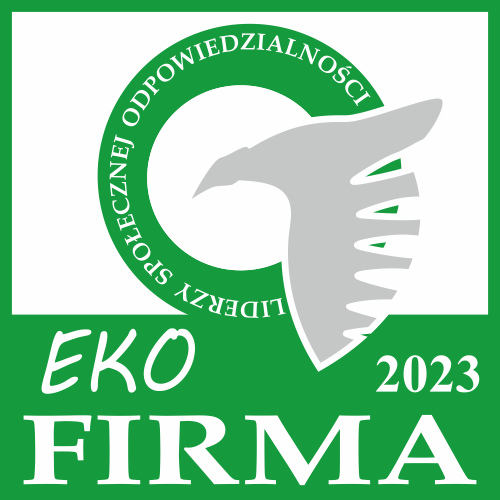 LIDERZY SPOŁECZNEJ ODPOWIEDZIALNOŚCI
EKO
2023
FIRMA